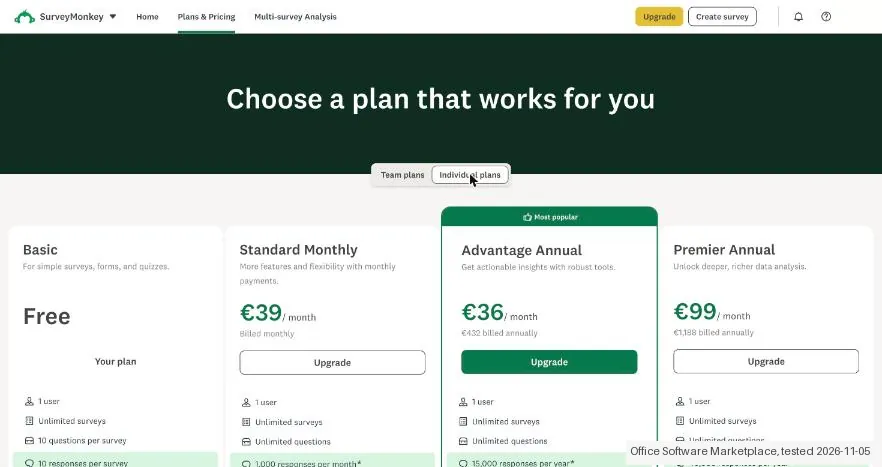 SurveyMonkey
Home
Plans & Pricing
Multi-survey Analysis
Upgrade
Create survey
Choose a plan that works for you
Team plans
Individual plans
Basic
For simple surveys, forms, and quizzes.
Free
Your plan
1 user
Unlimited surveys
10 questions per survey
10 responses per survey
Standard Monthly
More features and flexibility with monthly
payments.
€39 / month
Billed monthly
Upgrade
1 user
Unlimited surveys
Unlimited questions
1,000 responses per month*
Most popular
Advantage Annual
Get actionable insights with robust tools.
€36 / month
€432 billed annually
Upgrade
1 user
Unlimited surveys
Unlimited questions
15,000 responses per year*
Premier Annual
Unlock deeper, richer data analysis.
€99 / month
€1,188 billed annually
Upgrade
1 user
Unlimited surveys
Unlimited questions
Office Software Marketplace, tested 2026-11-05